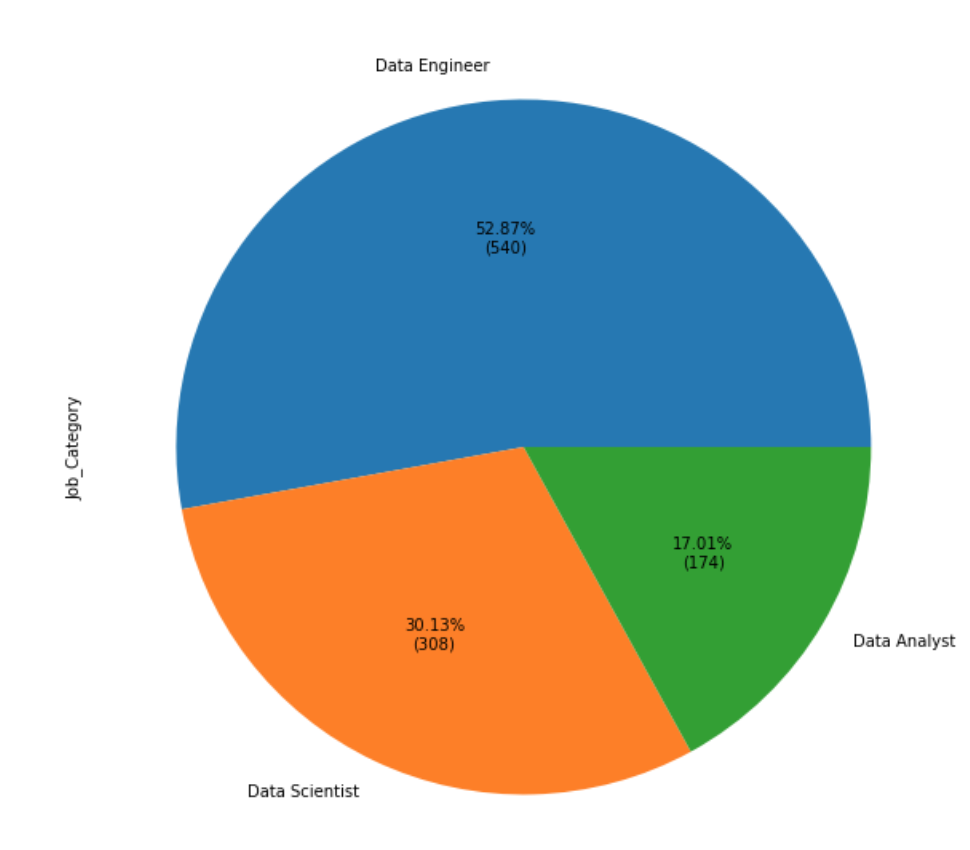 Data Engineer
52.87%
(540)
Job_Category
17.01%
(174)
30.13%
(308)
Data Analyst
Data Scientist